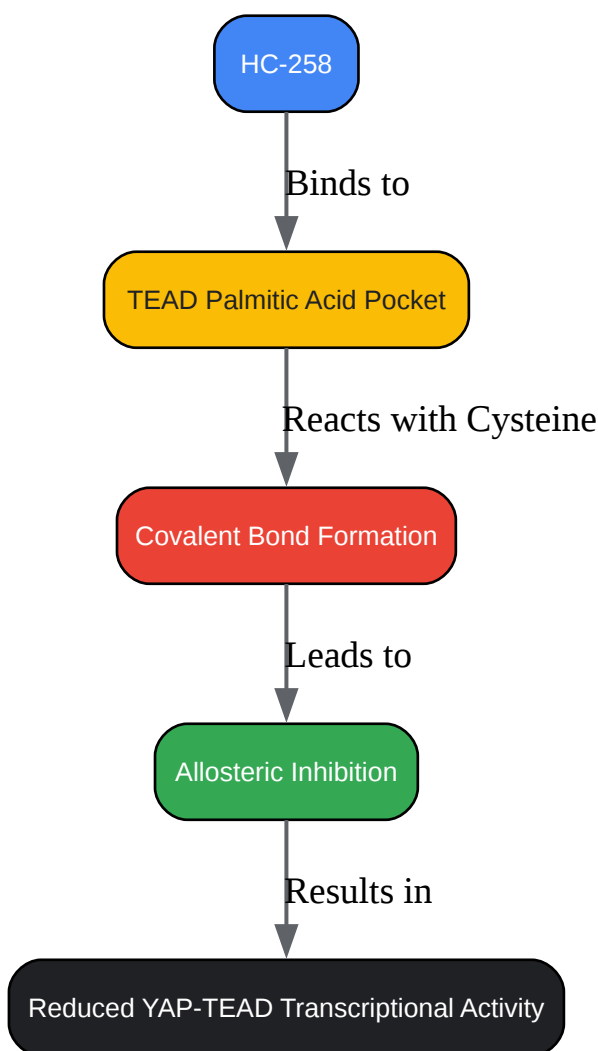 HC-258
Binds to
TEAD Palmitic Acid Pocket
Reacts with Cysteine
Covalent Bond Formation
Leads to
Allosteric Inhibition
Results in
Reduced YAP-TEAD Transcriptional Activity